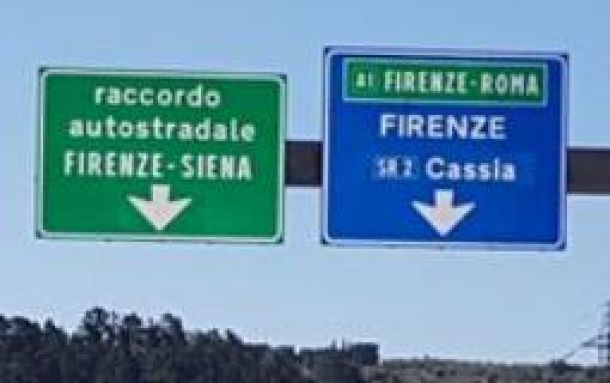 raccordo
autostradale
FIRENZE-SIENA
A1 FIRENZE-ROMA
FIRENZE
SR 2 Cassia